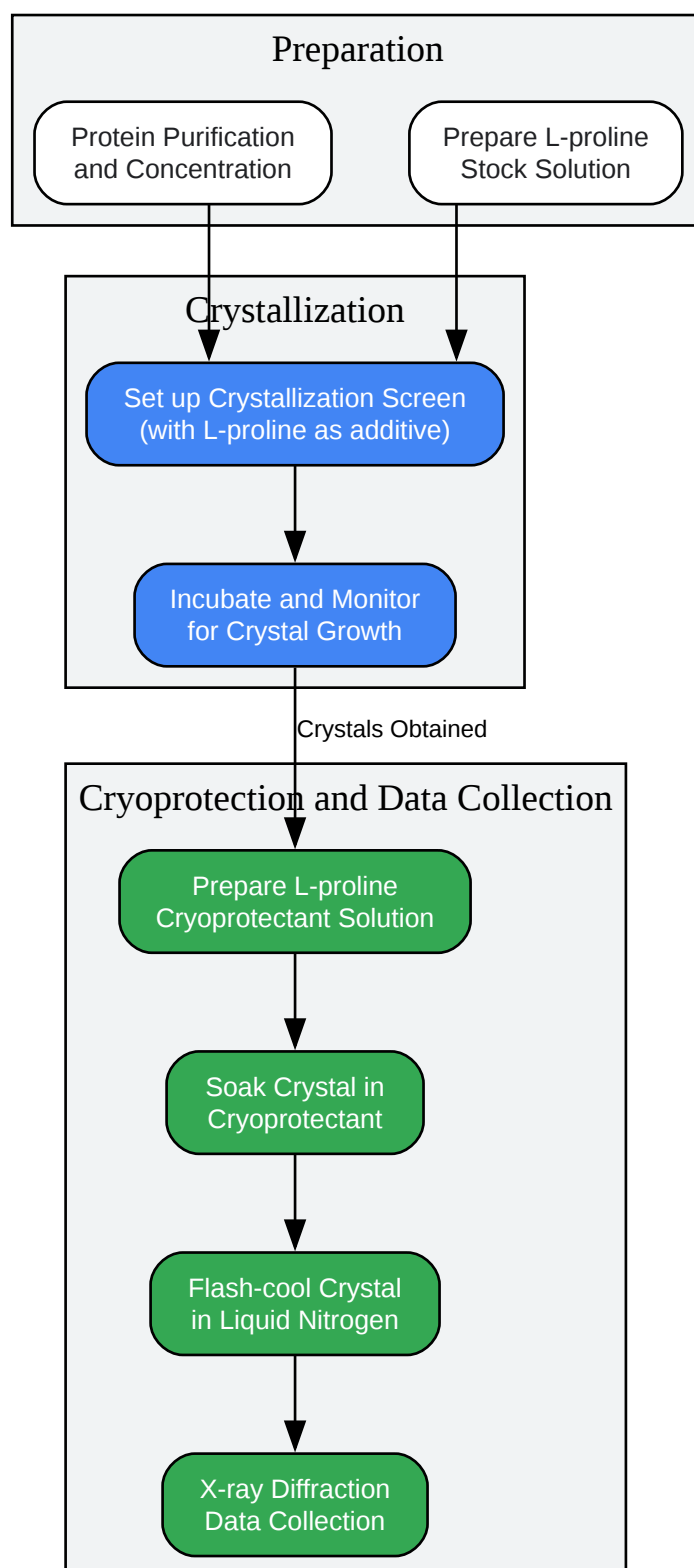 Preparation
Protein Purification
and Concentration
Prepare L-proline
Stock Solution
Crystallization
Set up Crystallization Screen
(with L-proline as additive)
Incubate and Monitor
for Crystal Growth
Crystals Obtained
Cryoprotection and Data Collection
Prepare L-proline
Cryoprotectant Solution
Soak Crystal in
Cryoprotectant
Flash-cool Crystal
in Liquid Nitrogen
X-ray Diffraction
Data Collection